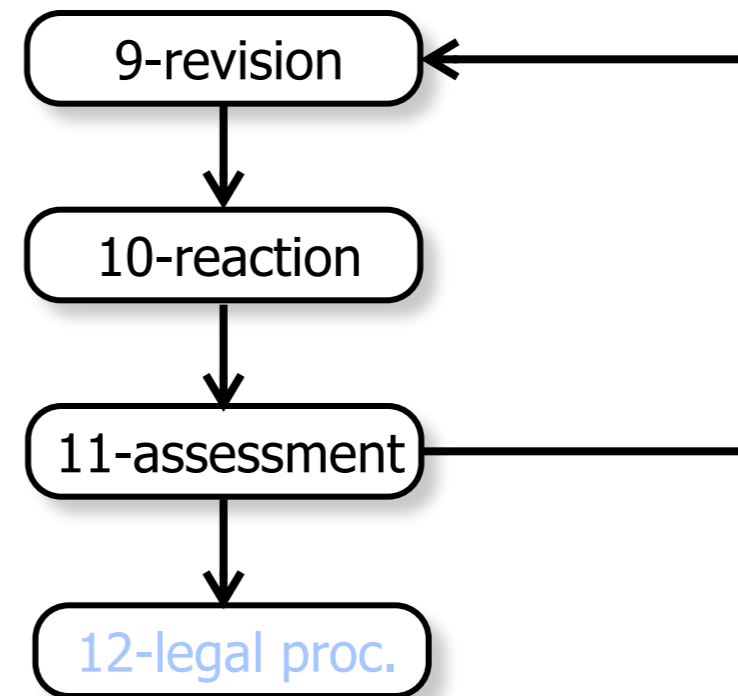 9-revision
10-reaction
11-assessment
12-legal proc.